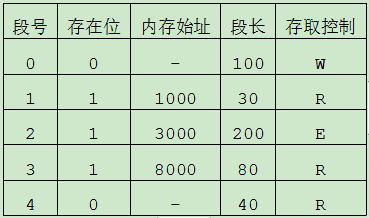 段号 存在位 内存始址 段长 存取控制
0 0 - 100 W
1 1 1000 30 R
2 1 3000 200 E
3 1 8000 80 R
4 0 - 40 R